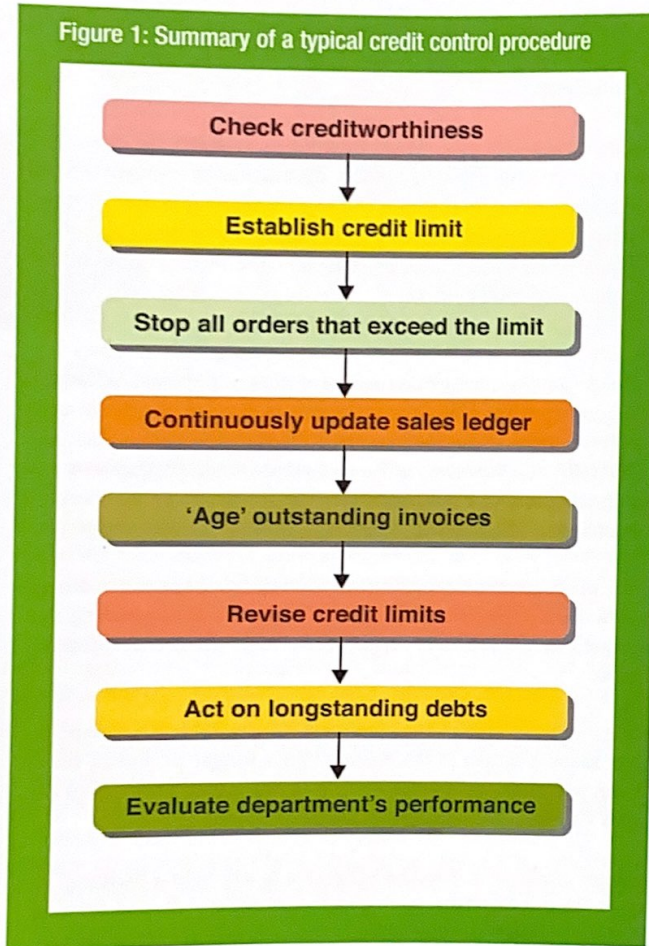 Figure 1: Summary of a typical credit control procedure
Check creditworthiness
Establish credit limit
Stop all orders that exceed the limit
Continuously update sales ledger
‘Age’ outstanding invoices
Revise credit limits
Act on longstanding debts
Evaluate department’s performance